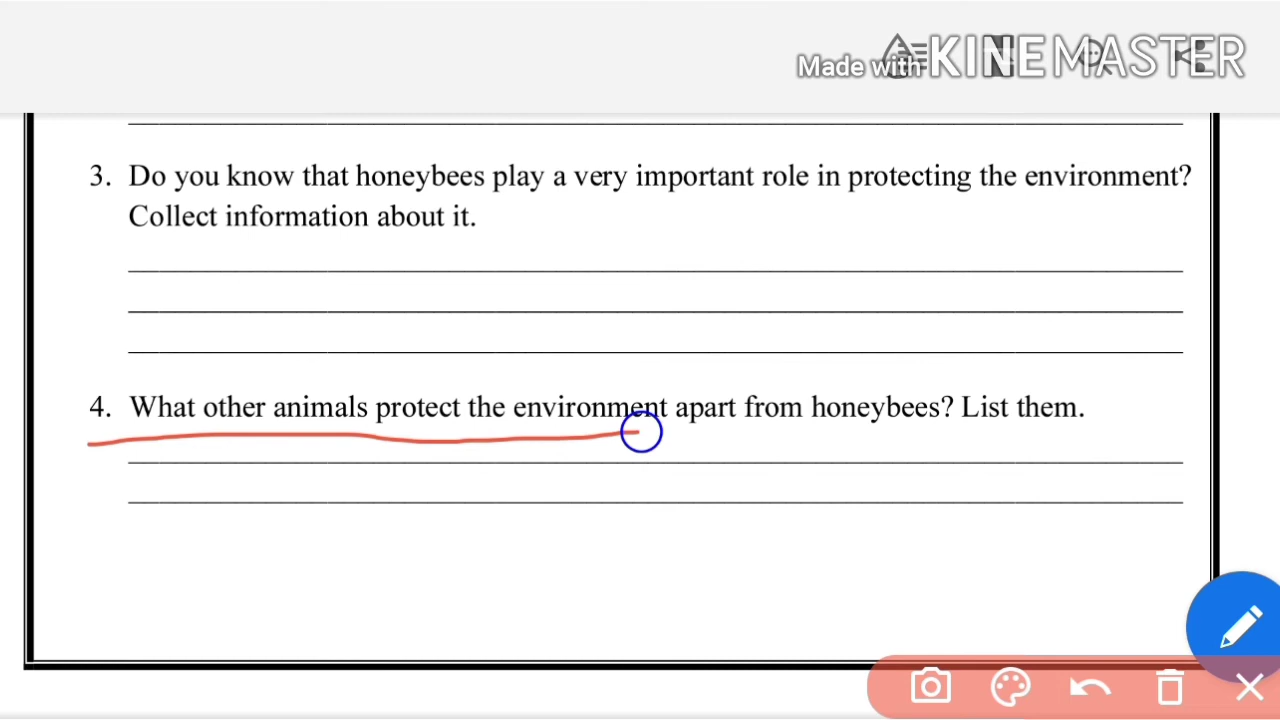 Made with KINEMASTER
3. Do you know that honeybees play a very important role in protecting the environment?
Collect information about it.
4. What other animals protect the environment apart from honeybees? List them.